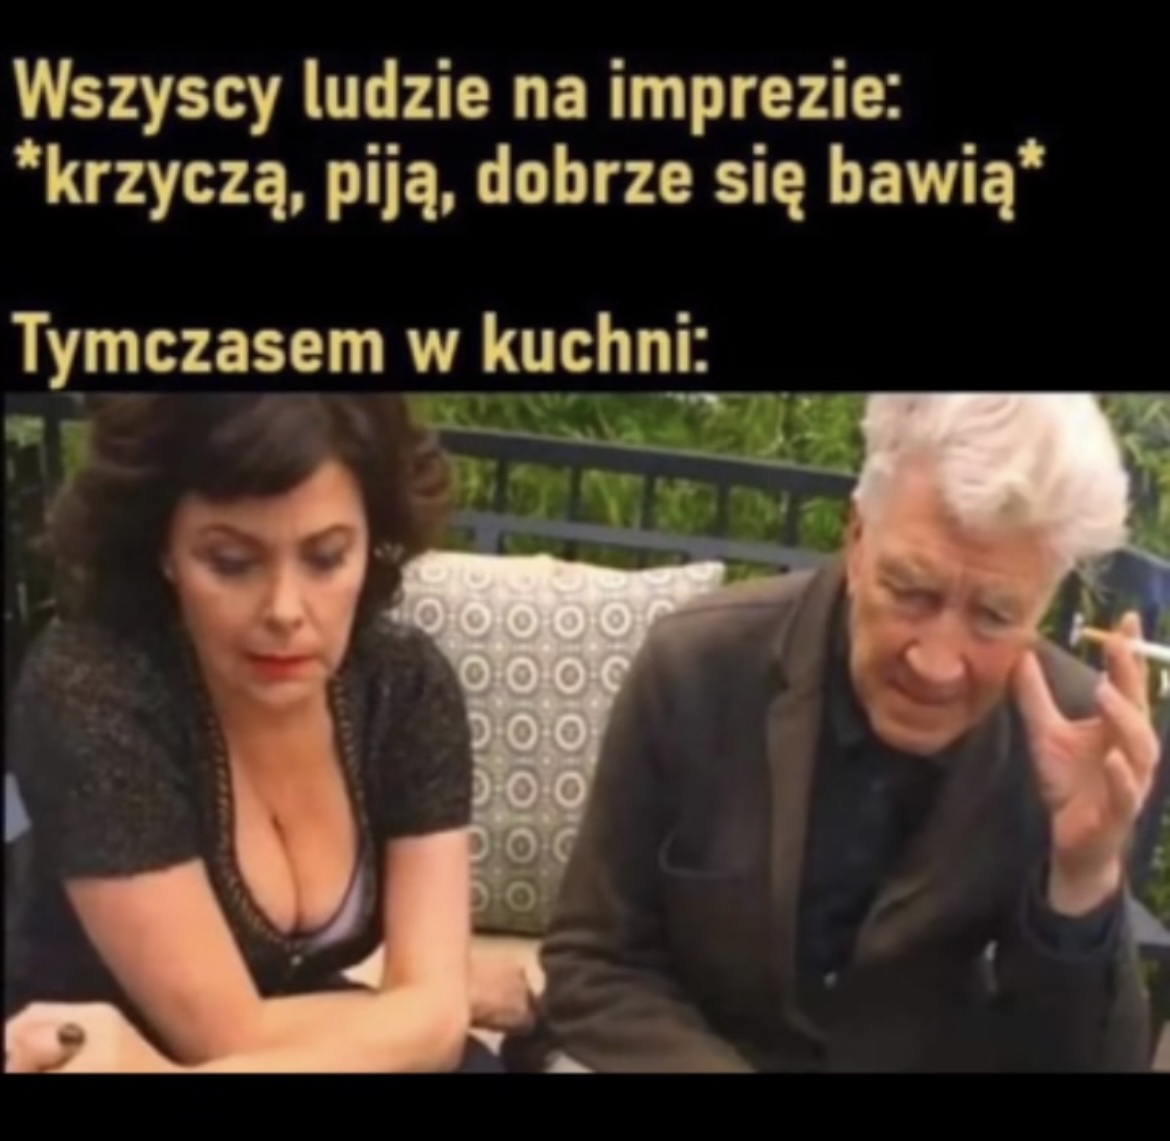 Wszyscy ludzie na imprezie:
*krzyczą, piją, dobrze się bawią*
Tymczasem w kuchni: